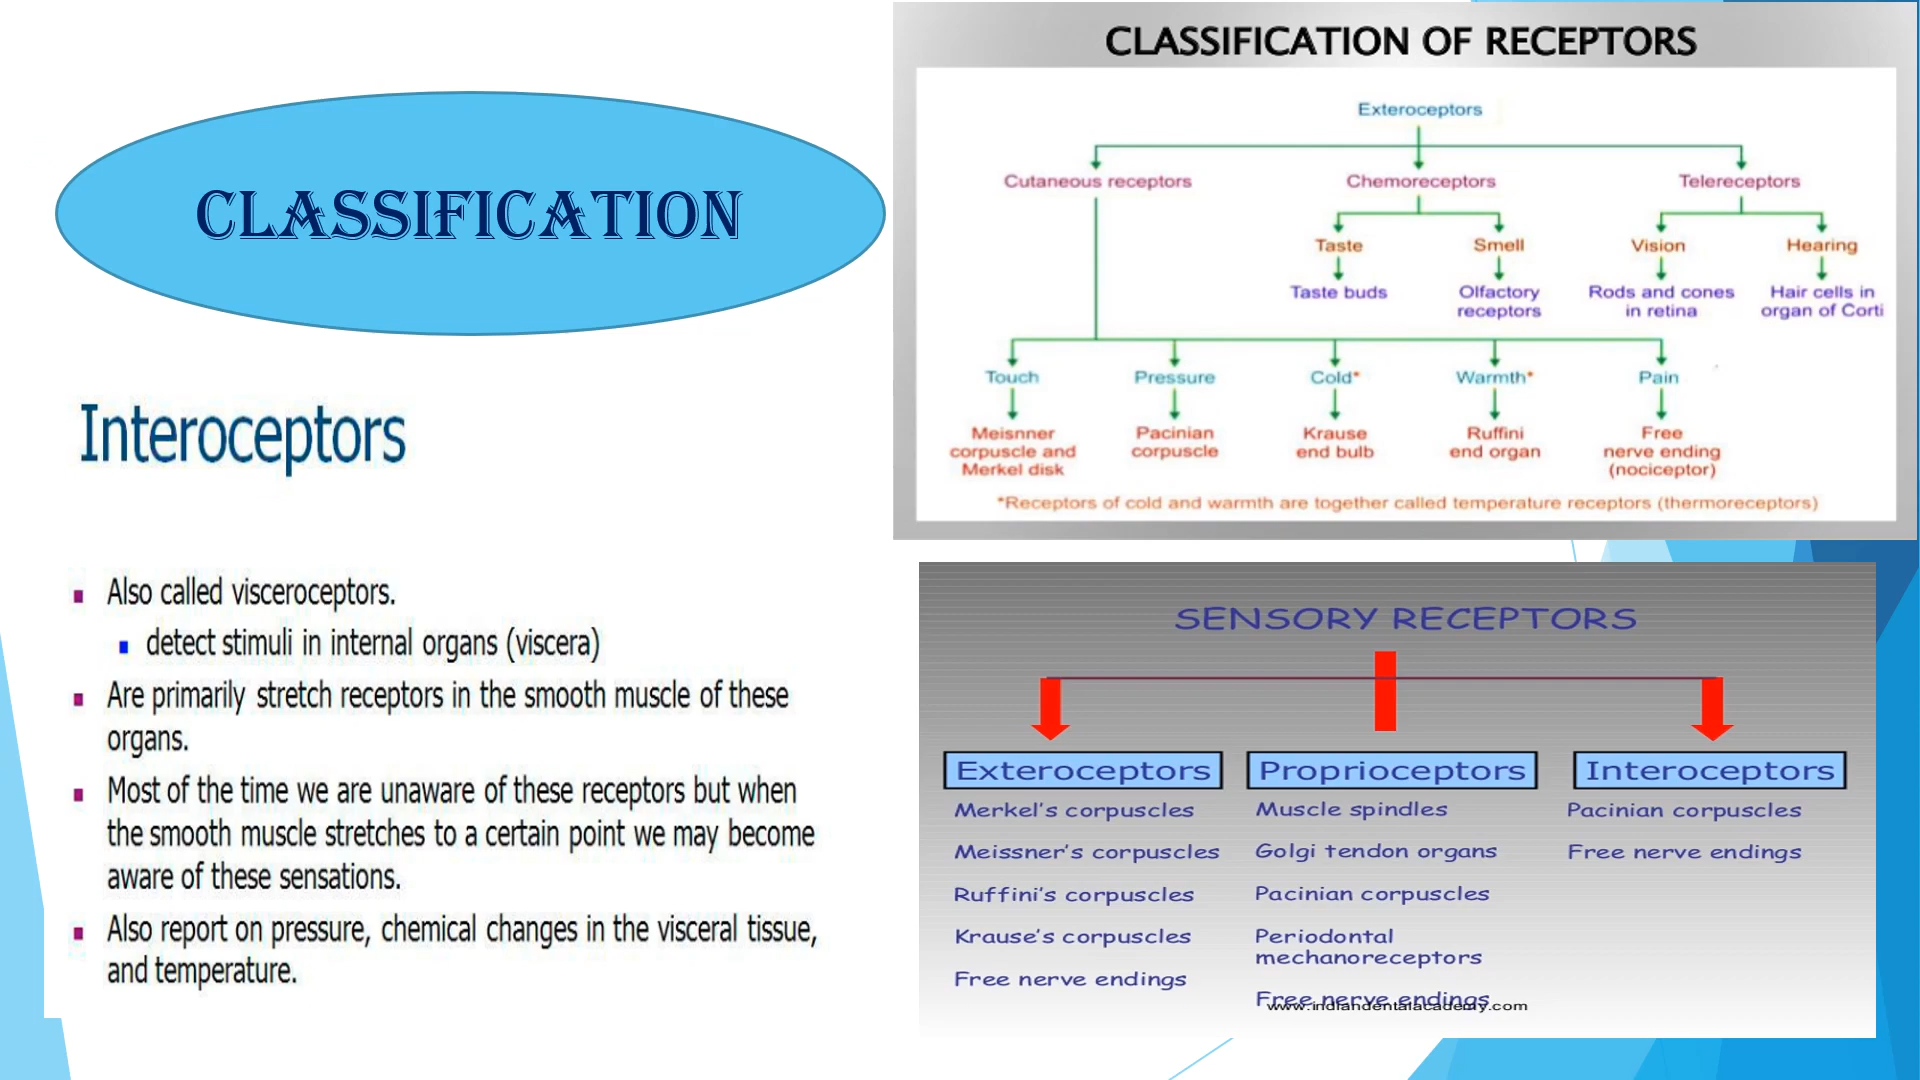 CLASSIFICATION
Interoceptors
Also called visceroceptors.
detect stimuli in internal organs (viscera)
Are primarily stretch receptors in the smooth muscle of these
organs.
Most of the time we are unaware of these receptors but when
the smooth muscle stretches to a certain point we may become
aware of these sensations.
Also report on pressure, chemical changes in the visceral tissue,
and temperature.
CLASSIFICATION OF RECEPTORS
Exteroceptors
Cutaneous receptors
Chemoreceptors
Telereceptors
Taste
Smell
Vision
Hearing
Taste buds
Olfactory
receptors
Rods and cones
in retina
Hair cells in
organ of Corti
Touch
Pressure
Cold*
Warmth*
Pain
Meisnner
corpuscle and
Merkel disk
Pacinian
corpuscle
Krause
end bulb
Ruffini
end organ
Free
nerve ending
(nociceptor)
*Receptors of cold and warmth are together called temperature receptors (thermoreceptors)
SENSORY RECEPTORS
Exteroceptors
Merkel's corpuscles
Meissner's corpuscles
Ruffini's corpuscles
Krause's corpuscles
Free nerve endings
Proprioceptors
Muscle spindles
Golgi tendon organs
Pacinian corpuscles
Periodontal
mechanoreceptors
Free nerve endings
Interoceptors
Pacinian corpuscles
Free nerve endings
www.indiandentalacademy.com